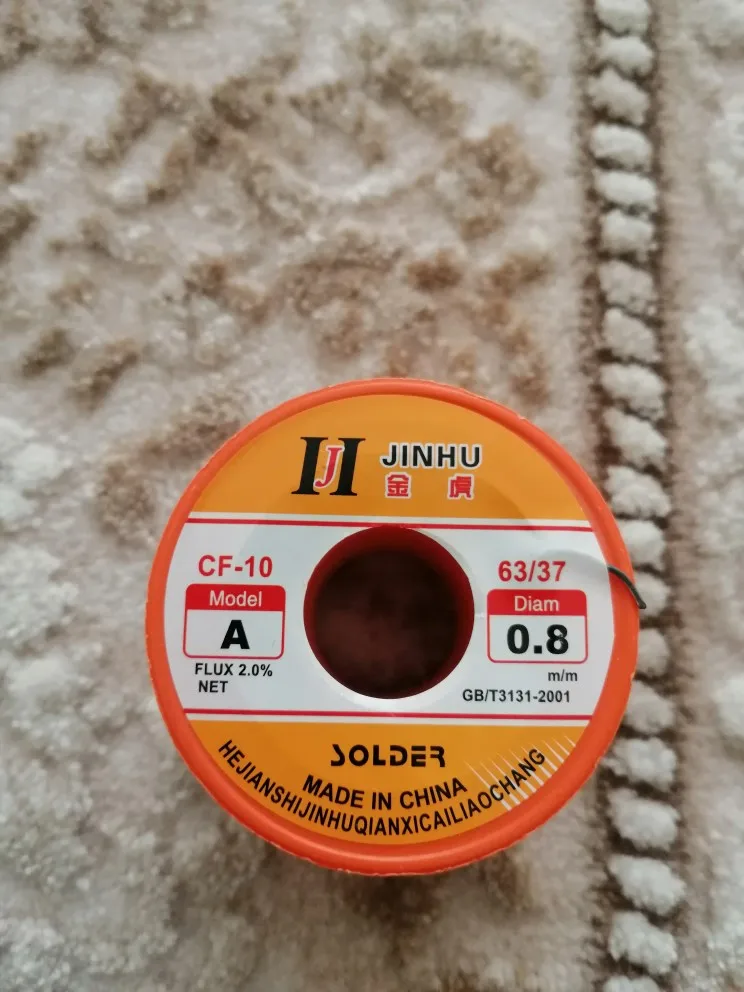 HJH
JINHU
金虎
CF-10
63/37
Model
Diam
A
0.8
FLUX 2.0%
m/m
NET
GB/T3131-2001
SOLDER
MADE IN CHINA
HEJIANSHIJINHUQIANXICAILIAOCHANG